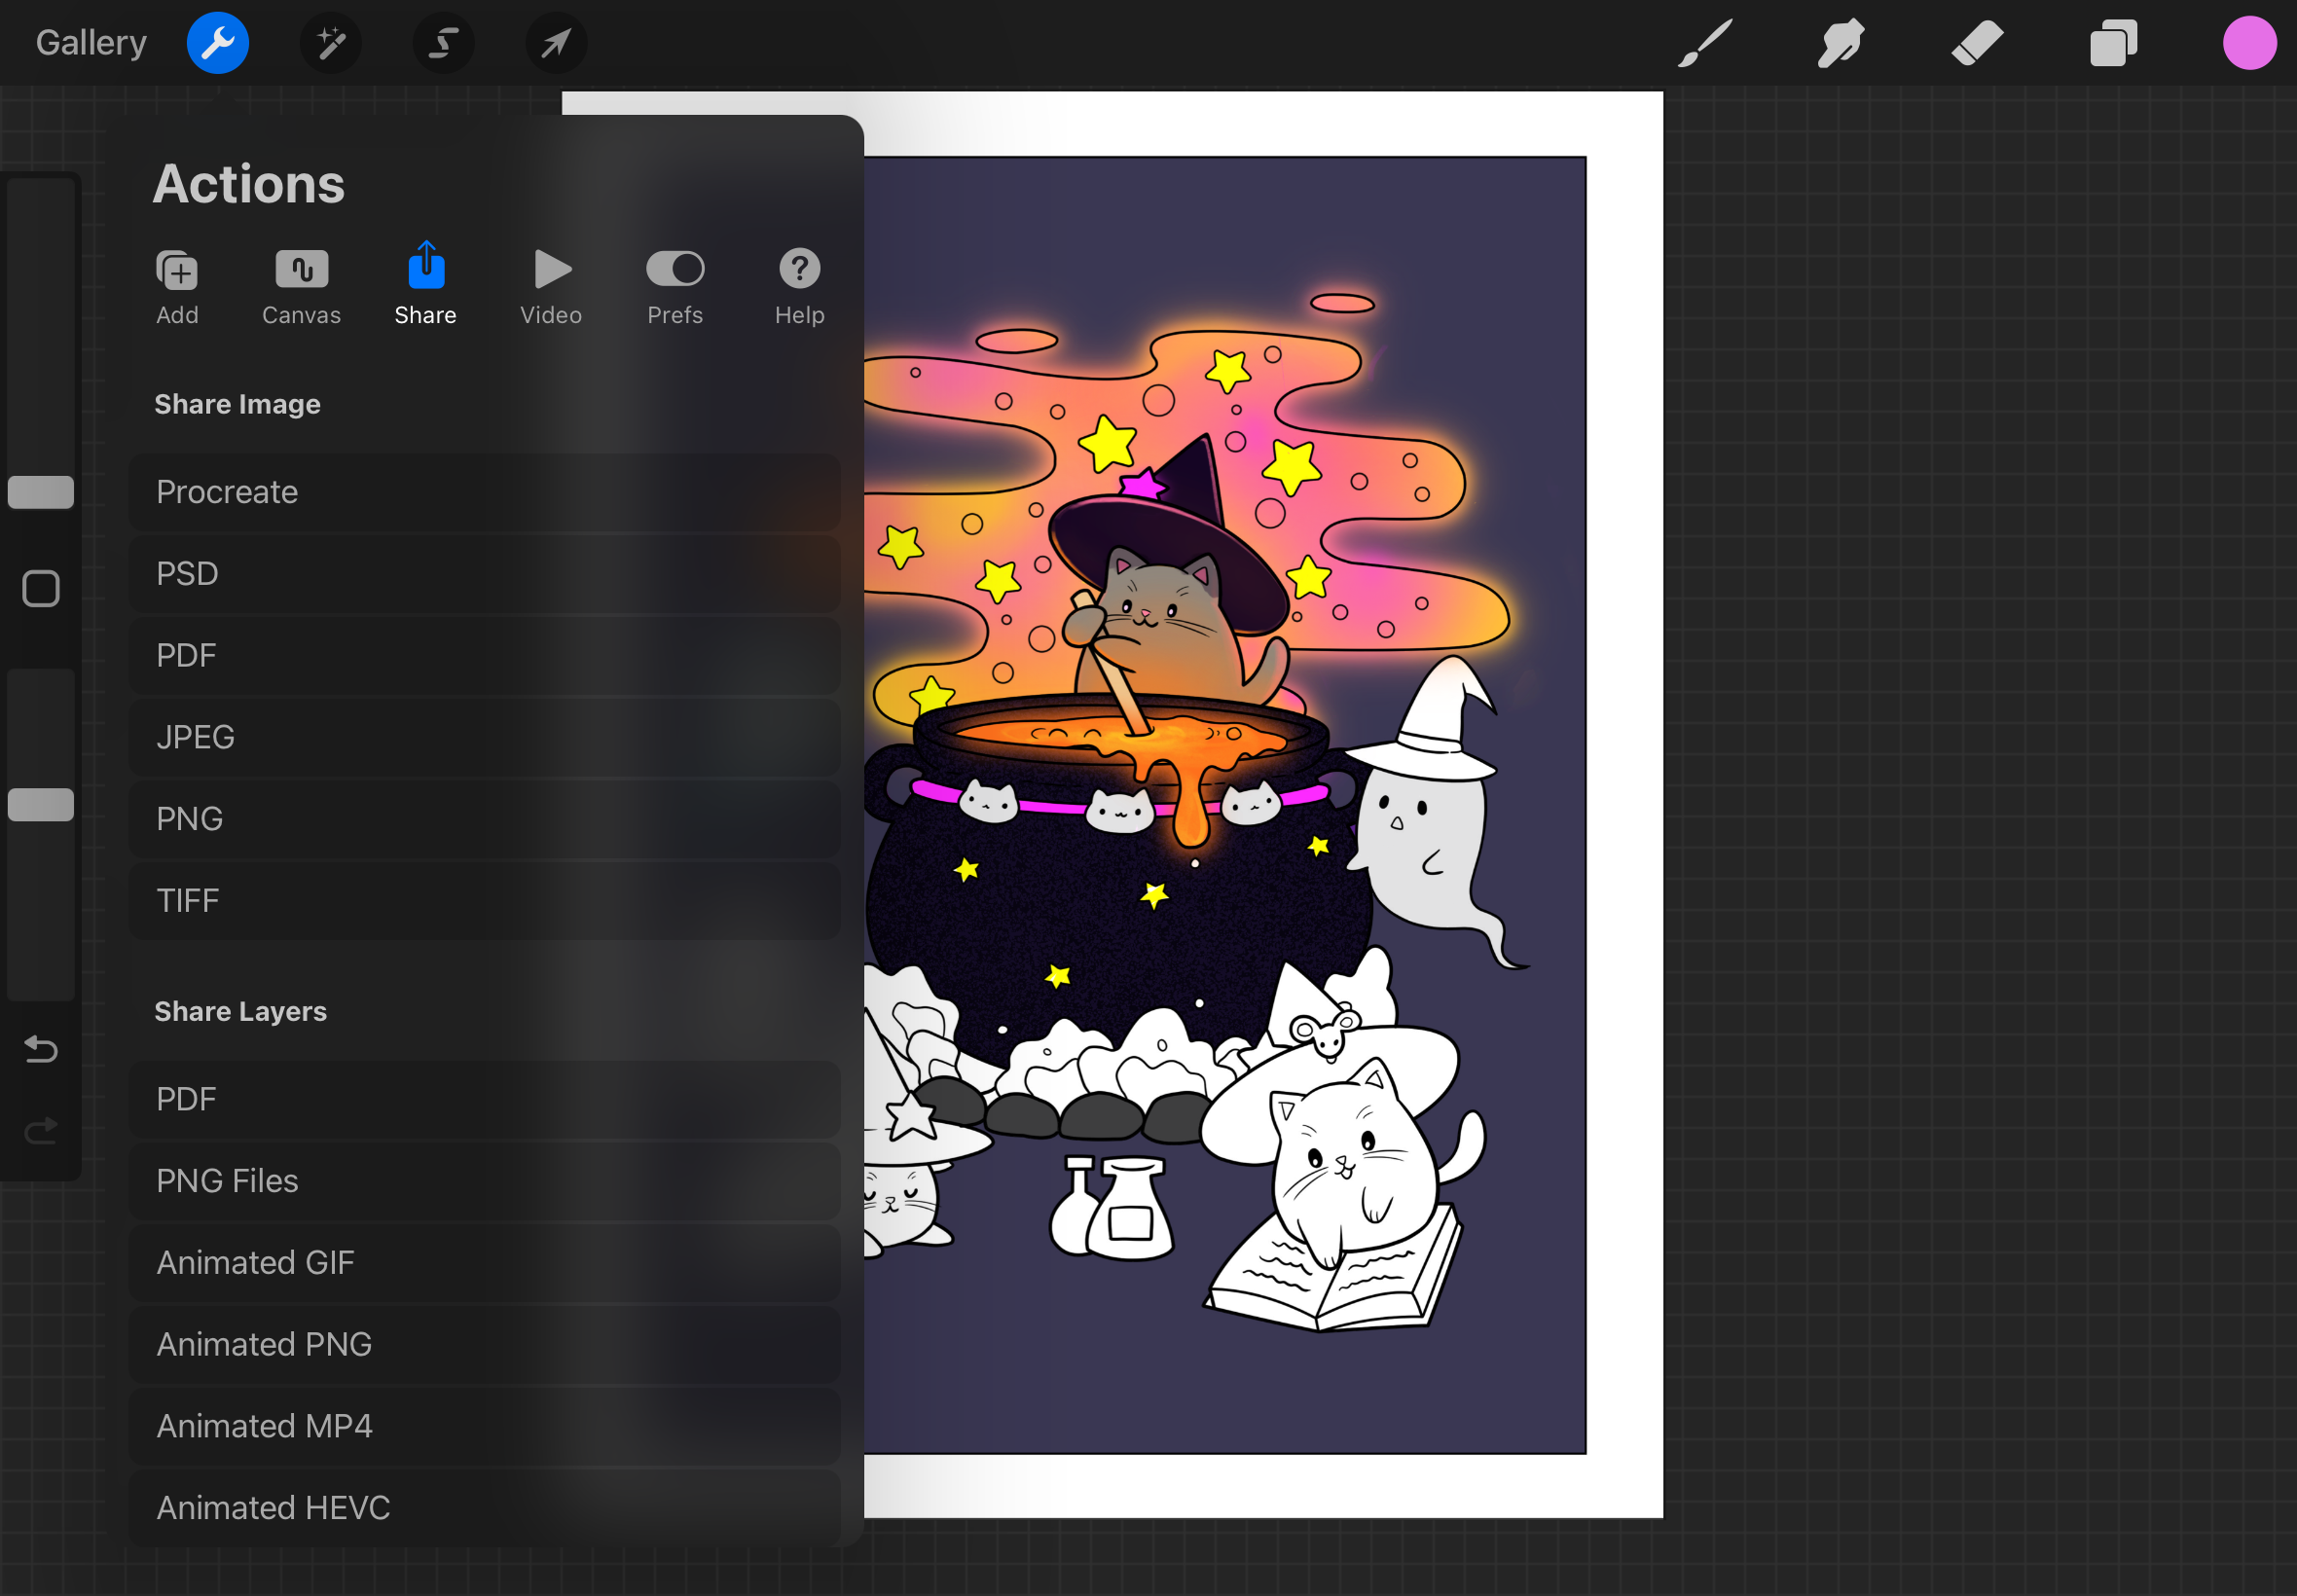 Gallery
Actions
Add Canvas Share Video Prefs Help
Share Image
Procreate
PSD
PDF
JPEG
PNG
TIFF
Share Layers
PDF
PNG Files
Animated GIF
Animated PNG
Animated MP4
Animated HEVC